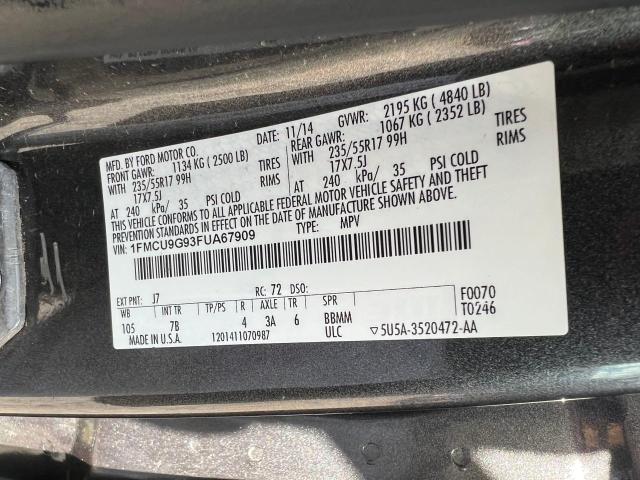 MFD. BY FORD MOTOR CO.
DATE: 11/14 GVWR: 2195 KG ( 4840 LB)
FRONT GAWR: 1134 KG ( 2500 LB) REAR GAWR: 1067 KG ( 2352 LB)
WITH 235/55R17 99H TIRES WITH 235/55R17 99H TIRES
17X7.5J RIMS 17X7.5J RIMS
AT 240 kPa/ 35 PSI COLD AT 240 kPa/ 35 PSI COLD
THIS VEHICLE CONFORMS TO ALL APPLICABLE FEDERAL MOTOR VEHICLE SAFETY AND THEFT
PREVENTION STANDARDS IN EFFECT ON THE DATE OF MANUFACTURE SHOWN ABOVE.
VIN: 1FMCU9G93FUA67909
TYPE: MPV
EXT PNT: J7 RC: 72 DSO: F0070
WB INT TR TP/PS R AXLE TR SPR T0246
105 7B 4 3A 6 BBMM
MADE IN U.S.A. 1201411070987 ULC ▽5U5A-3520472-AA